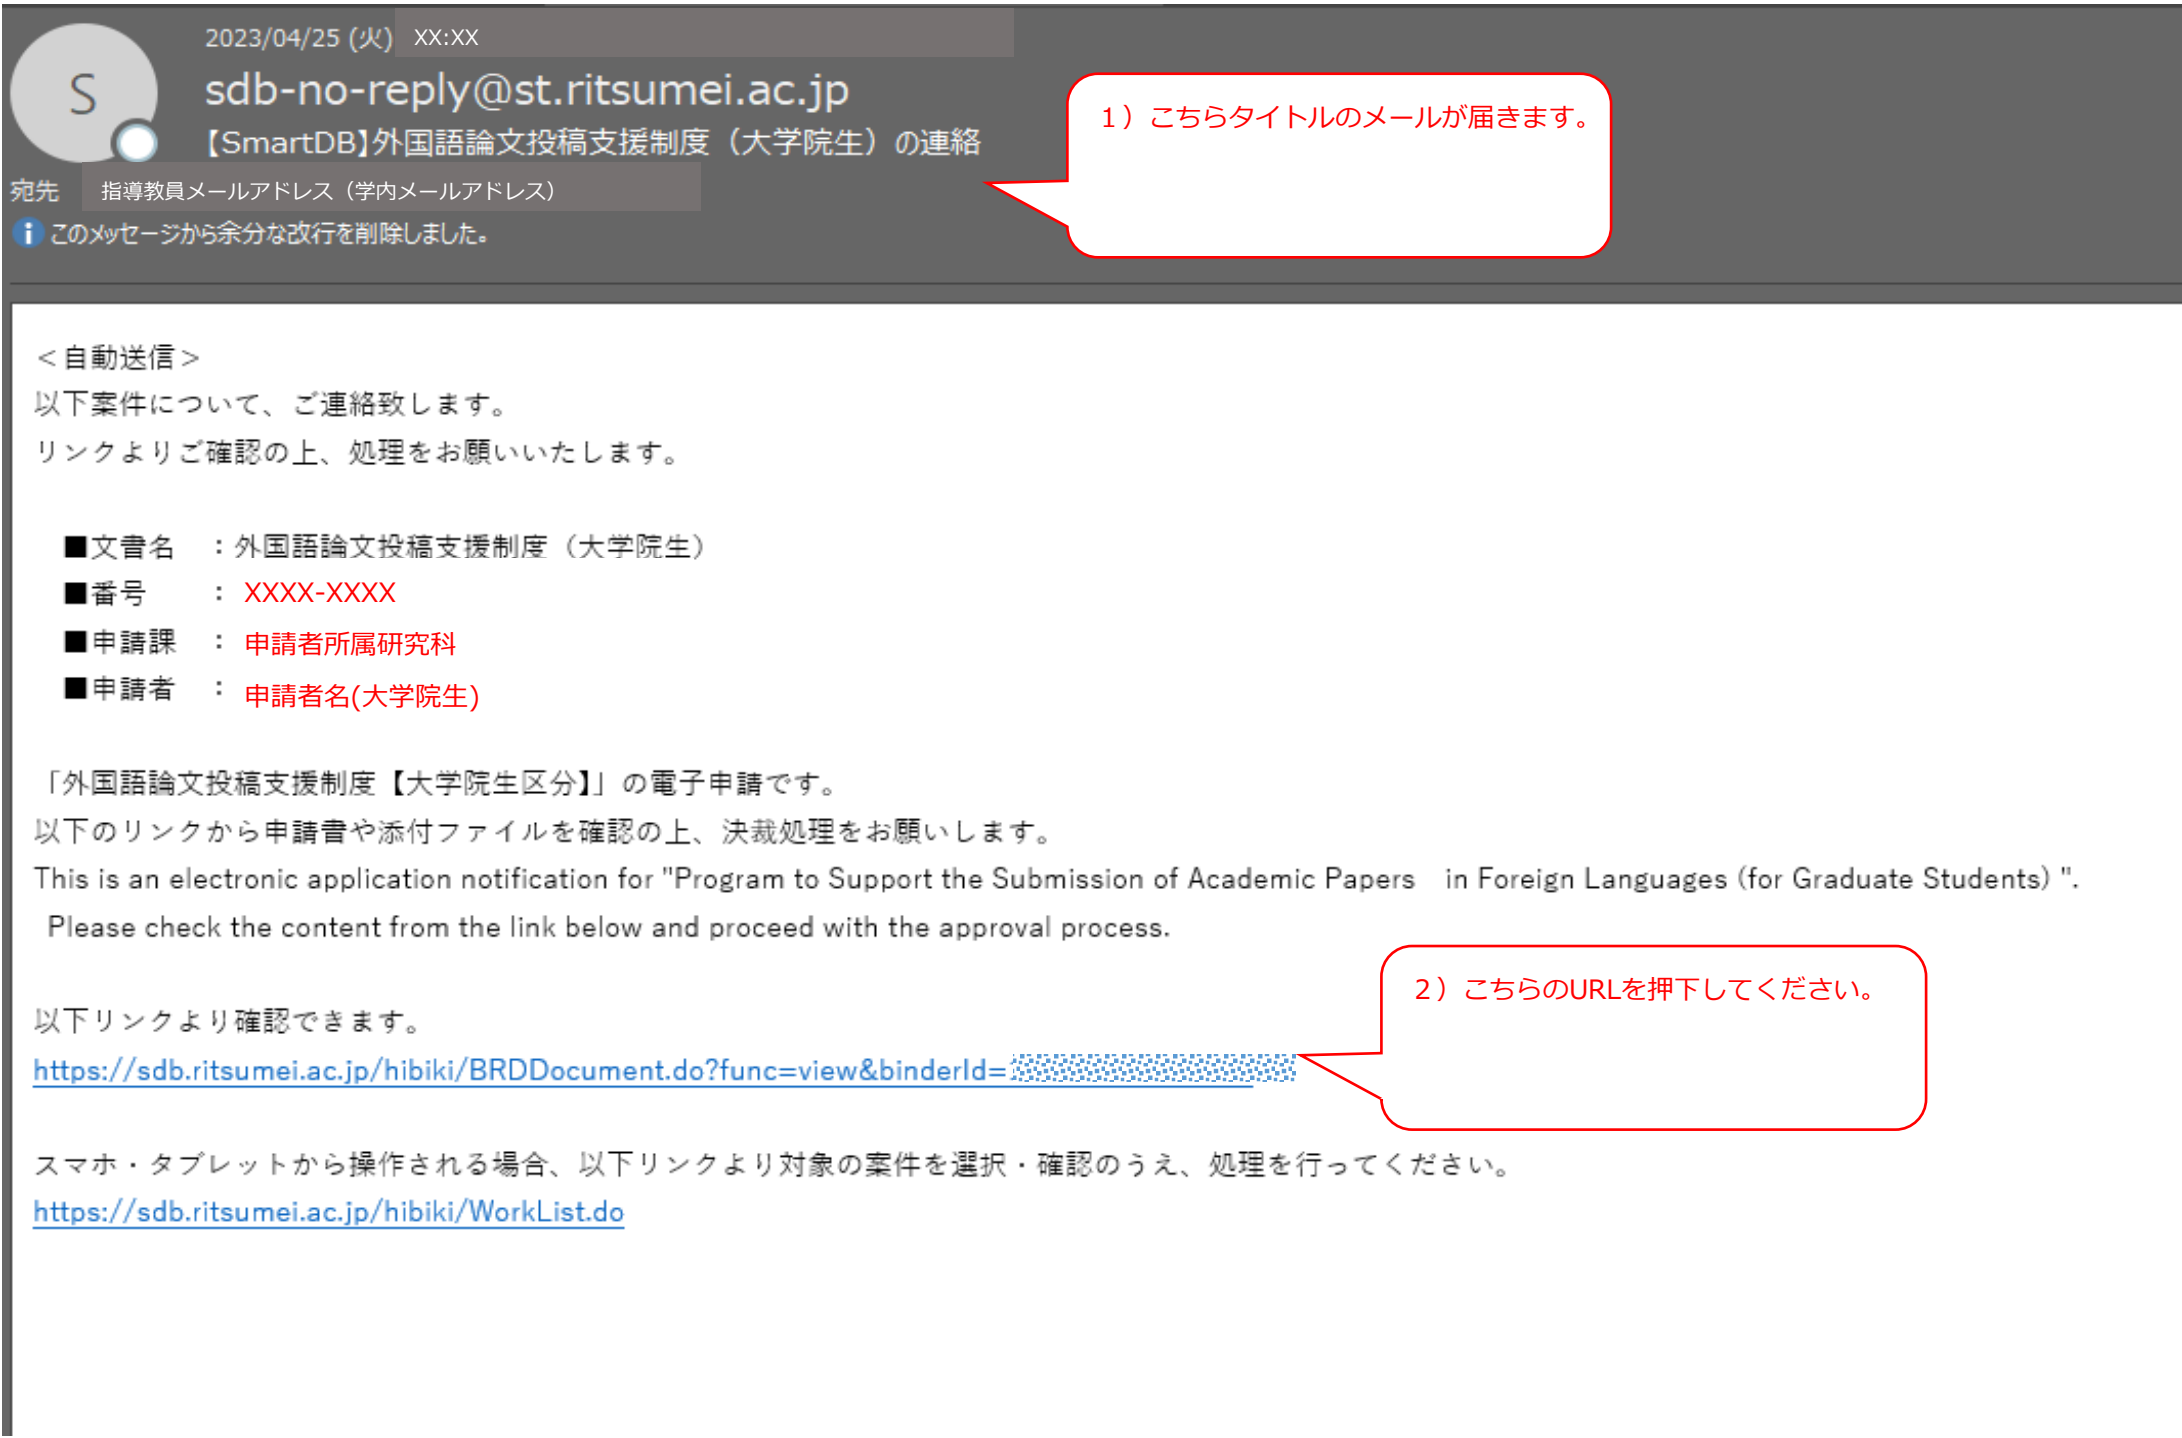 2023/04/25 (火) XX:XX
S
sdb-no-reply@st.ritsumei.ac.jp
【SmartDB】外国語論文投稿支援制度（大学院生）の連絡
宛先 指導教員メールアドレス（学内メールアドレス）
i このメッセージから余分な改行を削除しました。
１）こちらタイトルのメールが届きます。
＜自動送信＞
以下案件について、ご連絡致します。
リンクよりご確認の上、処理をお願いいたします。
■文書名 ：外国語論文投稿支援制度（大学院生）
■番号 ： XXXX-XXXX
■申請課 ： 申請者所属研究科
■申請者 ： 申請者名(大学院生)
「外国語論文投稿支援制度【大学院生区分】」の電子申請です。
以下のリンクから申請書や添付ファイルを確認の上、決裁処理をお願いします。
This is an electronic application notification for "Program to Support the Submission of Academic Papers　in Foreign Languages (for Graduate Students) ".
Please check the content from the link below and proceed with the approval process.
２）こちらのURLを押下してください。
以下リンクより確認できます。
https://sdb.ritsumei.ac.jp/hibiki/BRDDocument.do?func=view&binderId=
スマホ・タブレットから操作される場合、以下リンクより対象の案件を選択・確認のうえ、処理を行ってください。
https://sdb.ritsumei.ac.jp/hibiki/WorkList.do